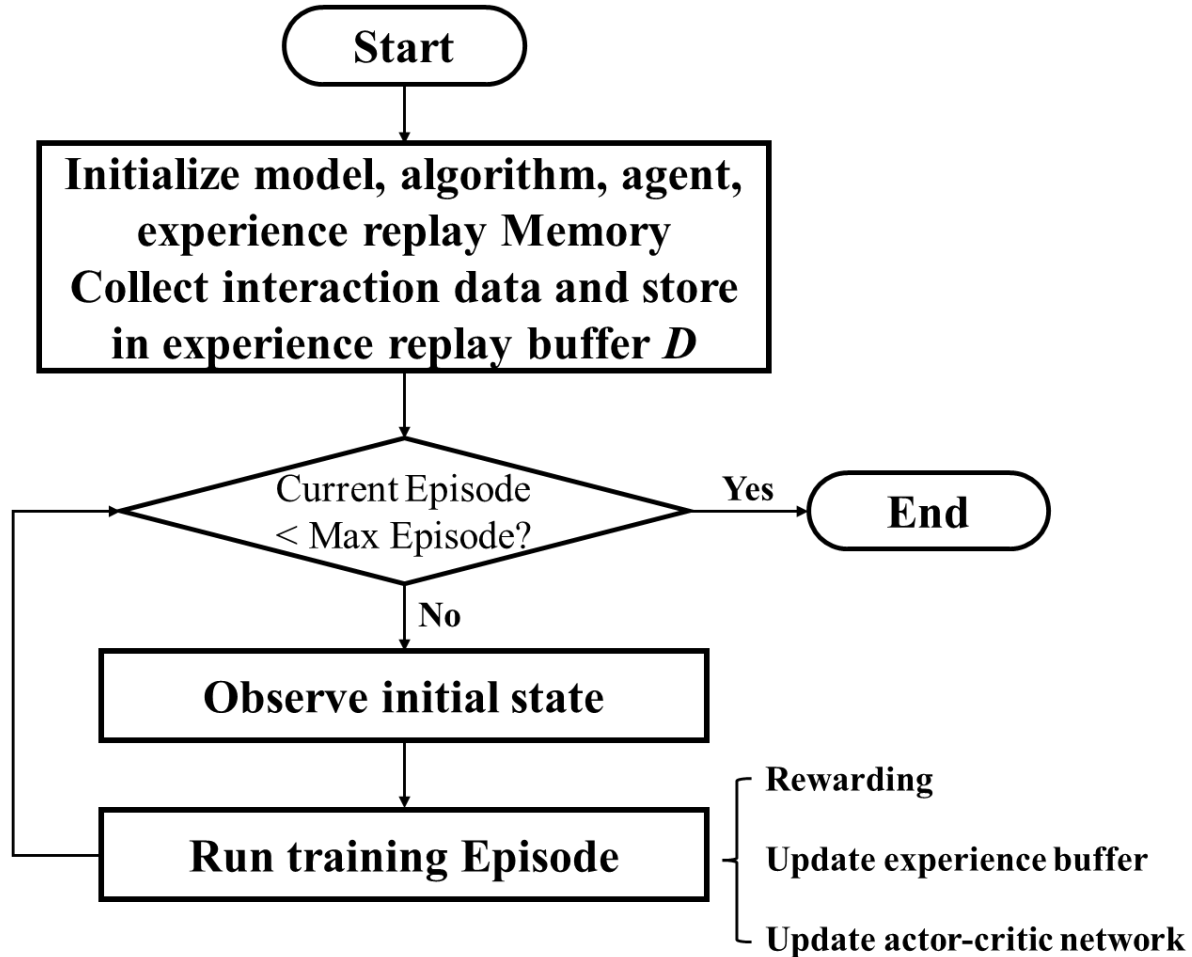 Start
Initialize model, algorithm, agent,
experience replay Memory
Collect interaction data and store
in experience replay buffer D
Current Episode
< Max Episode?
Yes
End
No
Observe initial state
Run training Episode
Rewarding
Update experience buffer
Update actor-critic network